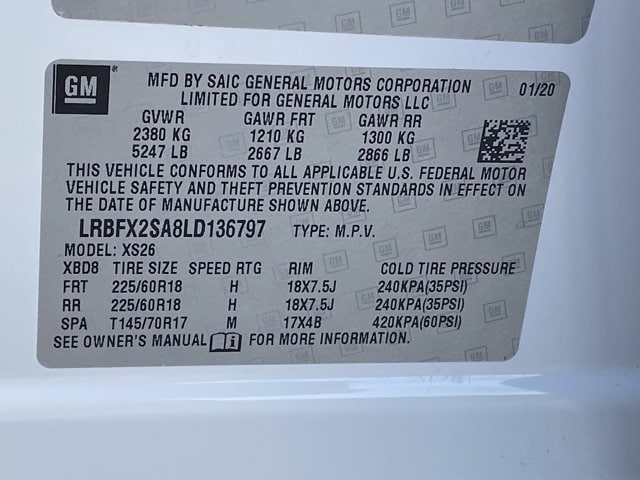 GM
MFD BY SAIC GENERAL MOTORS CORPORATION 01/20
LIMITED FOR GENERAL MOTORS LLC
GVWR GAWR FRT GAWR RR
2380 KG 1210 KG 1300 KG
5247 LB 2667 LB 2866 LB
THIS VEHICLE CONFORMS TO ALL APPLICABLE U.S. FEDERAL MOTOR
VEHICLE SAFETY AND THEFT PREVENTION STANDARDS IN EFFECT ON
THE DATE OF MANUFACTURE SHOWN ABOVE.
LRBFX2SA8LD136797 TYPE: M.P.V.
MODEL: XS26
XBD8 TIRE SIZE SPEED RTG RIM COLD TIRE PRESSURE
FRT 225/60R18 H 18X7.5J 240KPA(35PSI)
RR 225/60R18 H 18X7.5J 240KPA(35PSI)
SPA T145/70R17 M 17X4B 420KPA(60PSI)
SEE OWNER'S MANUAL FOR MORE INFORMATION.